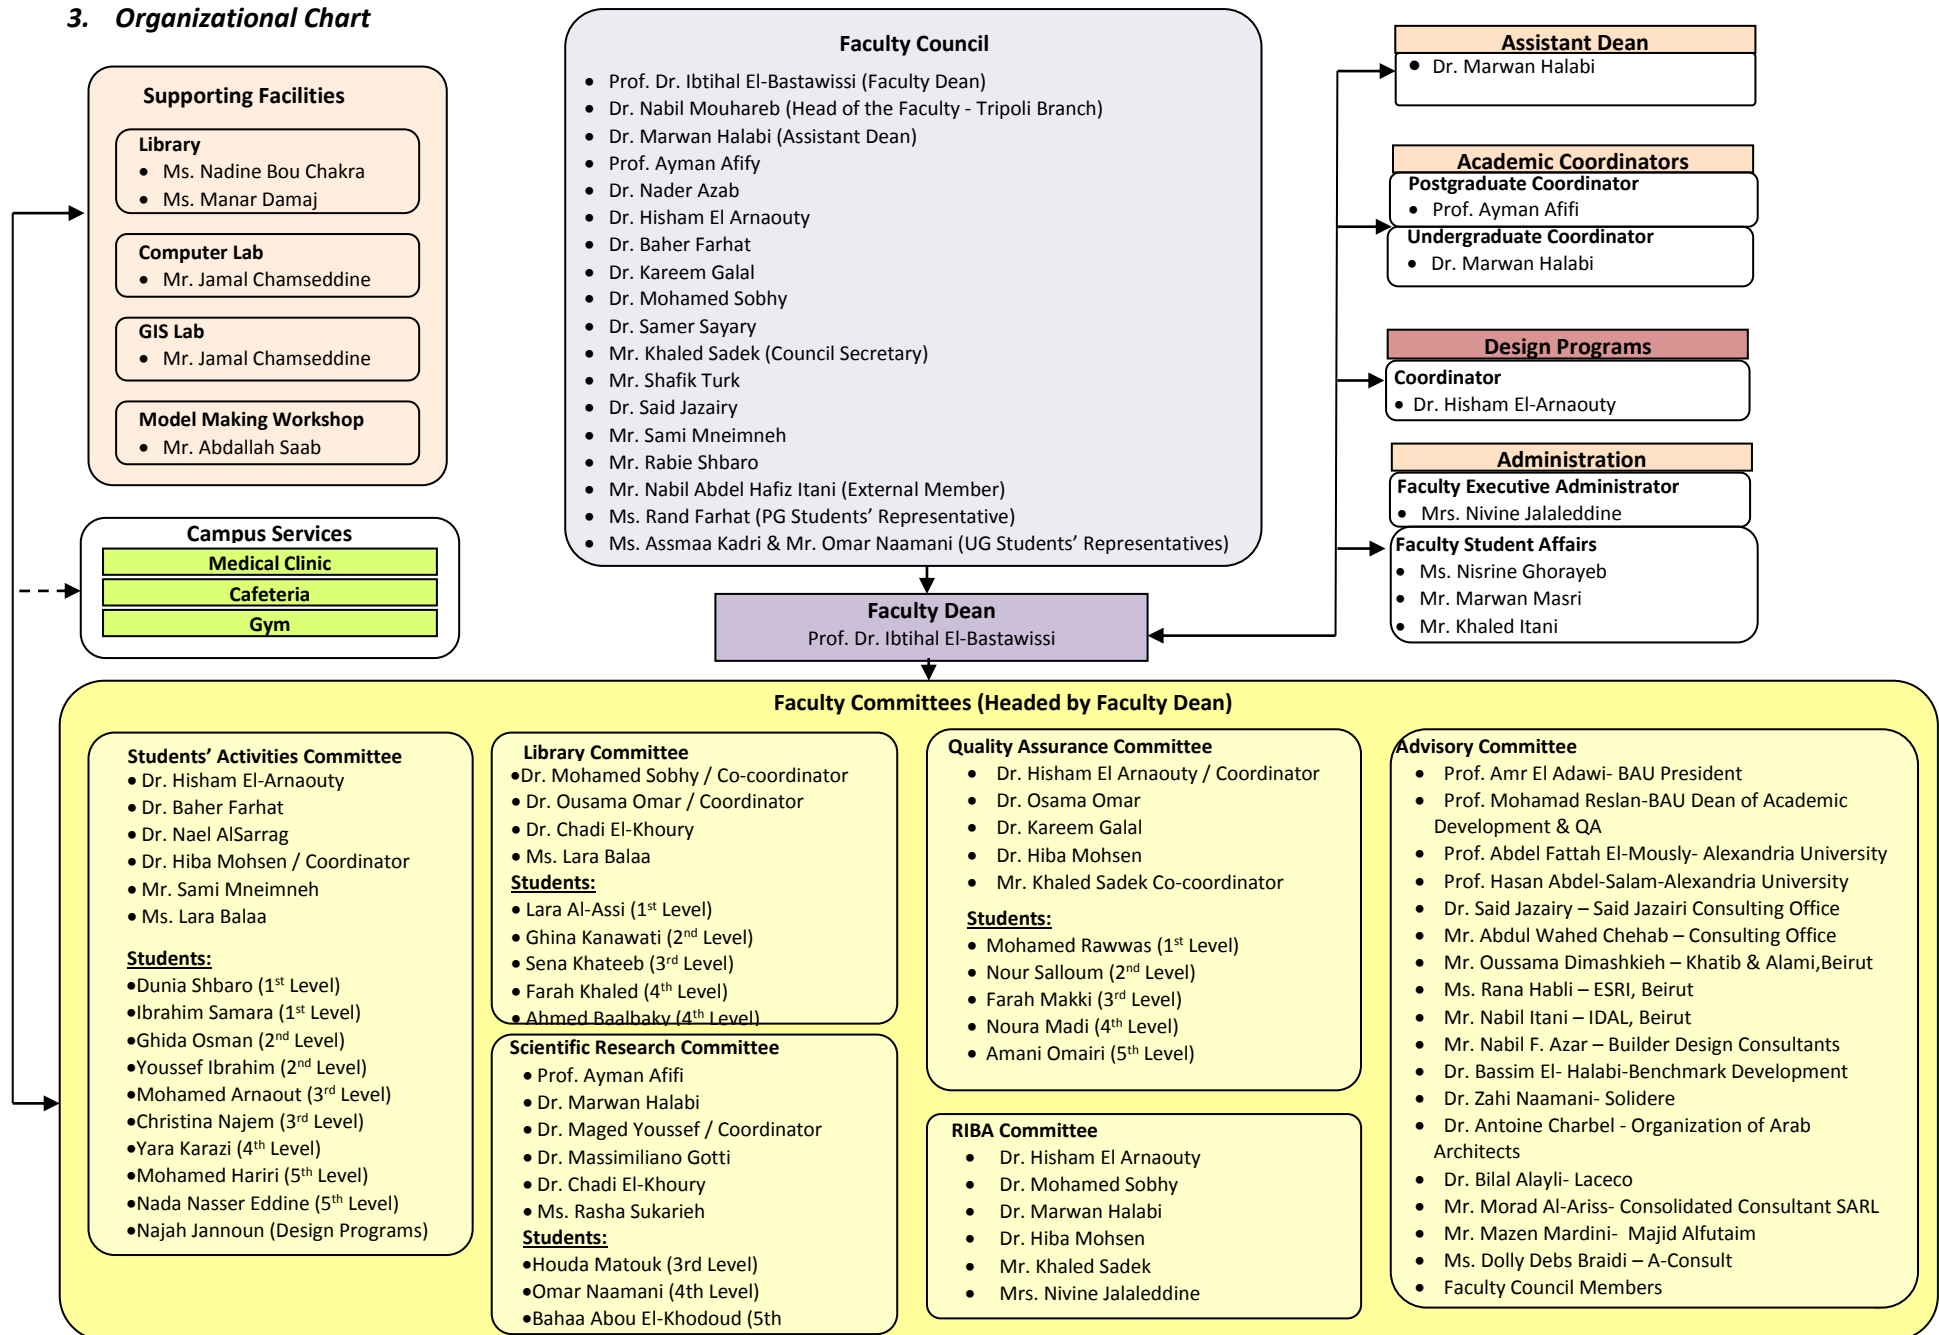 3. Organizational Chart
Supporting Facilities
Library
• Ms. Nadine Bou Chakra
• Ms. Manar Damaj
Computer Lab
• Mr. Jamal Chamseddine
GIS Lab
• Mr. Jamal Chamseddine
Model Making Workshop
• Mr. Abdallah Saab
Campus Services
Medical Clinic
Cafeteria
Gym
Faculty Council
• Prof. Dr. Ibtihal El-Bastawissi (Faculty Dean)
• Dr. Nabil Mouhareb (Head of the Faculty - Tripoli Branch)
• Dr. Marwan Halabi (Assistant Dean)
• Prof. Ayman Afify
• Dr. Nader Azab
• Dr. Hisham El Arnaouty
• Dr. Baher Farhat
• Dr. Kareem Galal
• Dr. Mohamed Sobhy
• Dr. Samer Sayary
• Mr. Khaled Sadek (Council Secretary)
• Mr. Shafik Turk
• Dr. Said Jazairy
• Mr. Sami Mneimneh
• Mr. Rabie Shbaro
• Mr. Nabil Abdel Hafiz Itani (External Member)
• Ms. Rand Farhat (PG Students’ Representative)
• Ms. Assmaa Kadri & Mr. Omar Naamani (UG Students’ Representatives)
Assistant Dean
• Dr. Marwan Halabi
Academic Coordinators
Postgraduate Coordinator
• Prof. Ayman Afifi
Undergraduate Coordinator
• Dr. Marwan Halabi
Design Programs
Coordinator
• Dr. Hisham El-Arnaouty
Administration
Faculty Executive Administrator
• Mrs. Nivine Jalaleddine
Faculty Student Affairs
• Ms. Nisrine Ghorayeb
• Mr. Marwan Masri
• Mr. Khaled Itani
Faculty Dean
Prof. Dr. Ibtihal El-Bastawissi
Faculty Committees (Headed by Faculty Dean)
Students’ Activities Committee
• Dr. Hisham El-Arnaouty
• Dr. Baher Farhat
• Dr. Nael AlSarrag
• Dr. Hiba Mohsen / Coordinator
• Mr. Sami Mneimneh
• Ms. Lara Balaa
Students:
•Dunia Shbaro (1st Level)
•Ibrahim Samara (1st Level)
•Ghida Osman (2nd Level)
•Youssef Ibrahim (2nd Level)
•Mohamed Arnaout (3rd Level)
•Christina Najem (3rd Level)
•Yara Karazi (4th Level)
•Mohamed Hariri (5th Level)
•Nada Nasser Eddine (5th Level)
•Najah Jannoun (Design Programs)
Library Committee
•Dr. Mohamed Sobhy / Co-coordinator
• Dr. Ousama Omar / Coordinator
• Dr. Chadi El-Khoury
• Ms. Lara Balaa
Students:
• Lara Al-Assi (1st Level)
• Ghina Kanawati (2nd Level)
• Sena Khateeb (3rd Level)
• Farah Khaled (4th Level)
• Ahmed Baalbaky (4th Level)
Scientific Research Committee
• Prof. Ayman Afifi
• Dr. Marwan Halabi
• Dr. Maged Youssef / Coordinator
• Dr. Massimiliano Gotti
• Dr. Chadi El-Khoury
• Ms. Rasha Sukarieh
Students:
•Houda Matouk (3rd Level)
•Omar Naamani (4th Level)
•Bahaa Abou El-Khodoud (5th
Quality Assurance Committee
• Dr. Hisham El Arnaouty / Coordinator
• Dr. Osama Omar
• Dr. Kareem Galal
• Dr. Hiba Mohsen
• Mr. Khaled Sadek Co-coordinator
Students:
• Mohamed Rawwas (1st Level)
• Nour Salloum (2nd Level)
• Farah Makki (3rd Level)
• Noura Madi (4th Level)
• Amani Omairi (5th Level)
RIBA Committee
• Dr. Hisham El Arnaouty
• Dr. Mohamed Sobhy
• Dr. Marwan Halabi
• Dr. Hiba Mohsen
• Mr. Khaled Sadek
• Mrs. Nivine Jalaleddine
Advisory Committee
• Prof. Amr El Adawi- BAU President
• Prof. Mohamad Reslan-BAU Dean of Academic
Development & QA
• Prof. Abdel Fattah El-Mously- Alexandria University
• Prof. Hasan Abdel-Salam-Alexandria University
• Dr. Said Jazairy – Said Jazairi Consulting Office
• Mr. Abdul Wahed Chehab – Consulting Office
• Mr. Oussama Dimashkieh – Khatib & Alami,Beirut
• Ms. Rana Habli – ESRI, Beirut
• Mr. Nabil Itani – IDAL, Beirut
• Mr. Nabil F. Azar – Builder Design Consultants
• Dr. Bassim El- Halabi-Benchmark Development
• Dr. Zahi Naamani- Solidere
• Dr. Antoine Charbel - Organization of Arab
Architects
• Dr. Bilal Alayli- Laceco
• Mr. Morad Al-Ariss- Consolidated Consultant SARL
• Mr. Mazen Mardini- Majid Alfutaim
• Ms. Dolly Debs Braidi – A-Consult
• Faculty Council Members